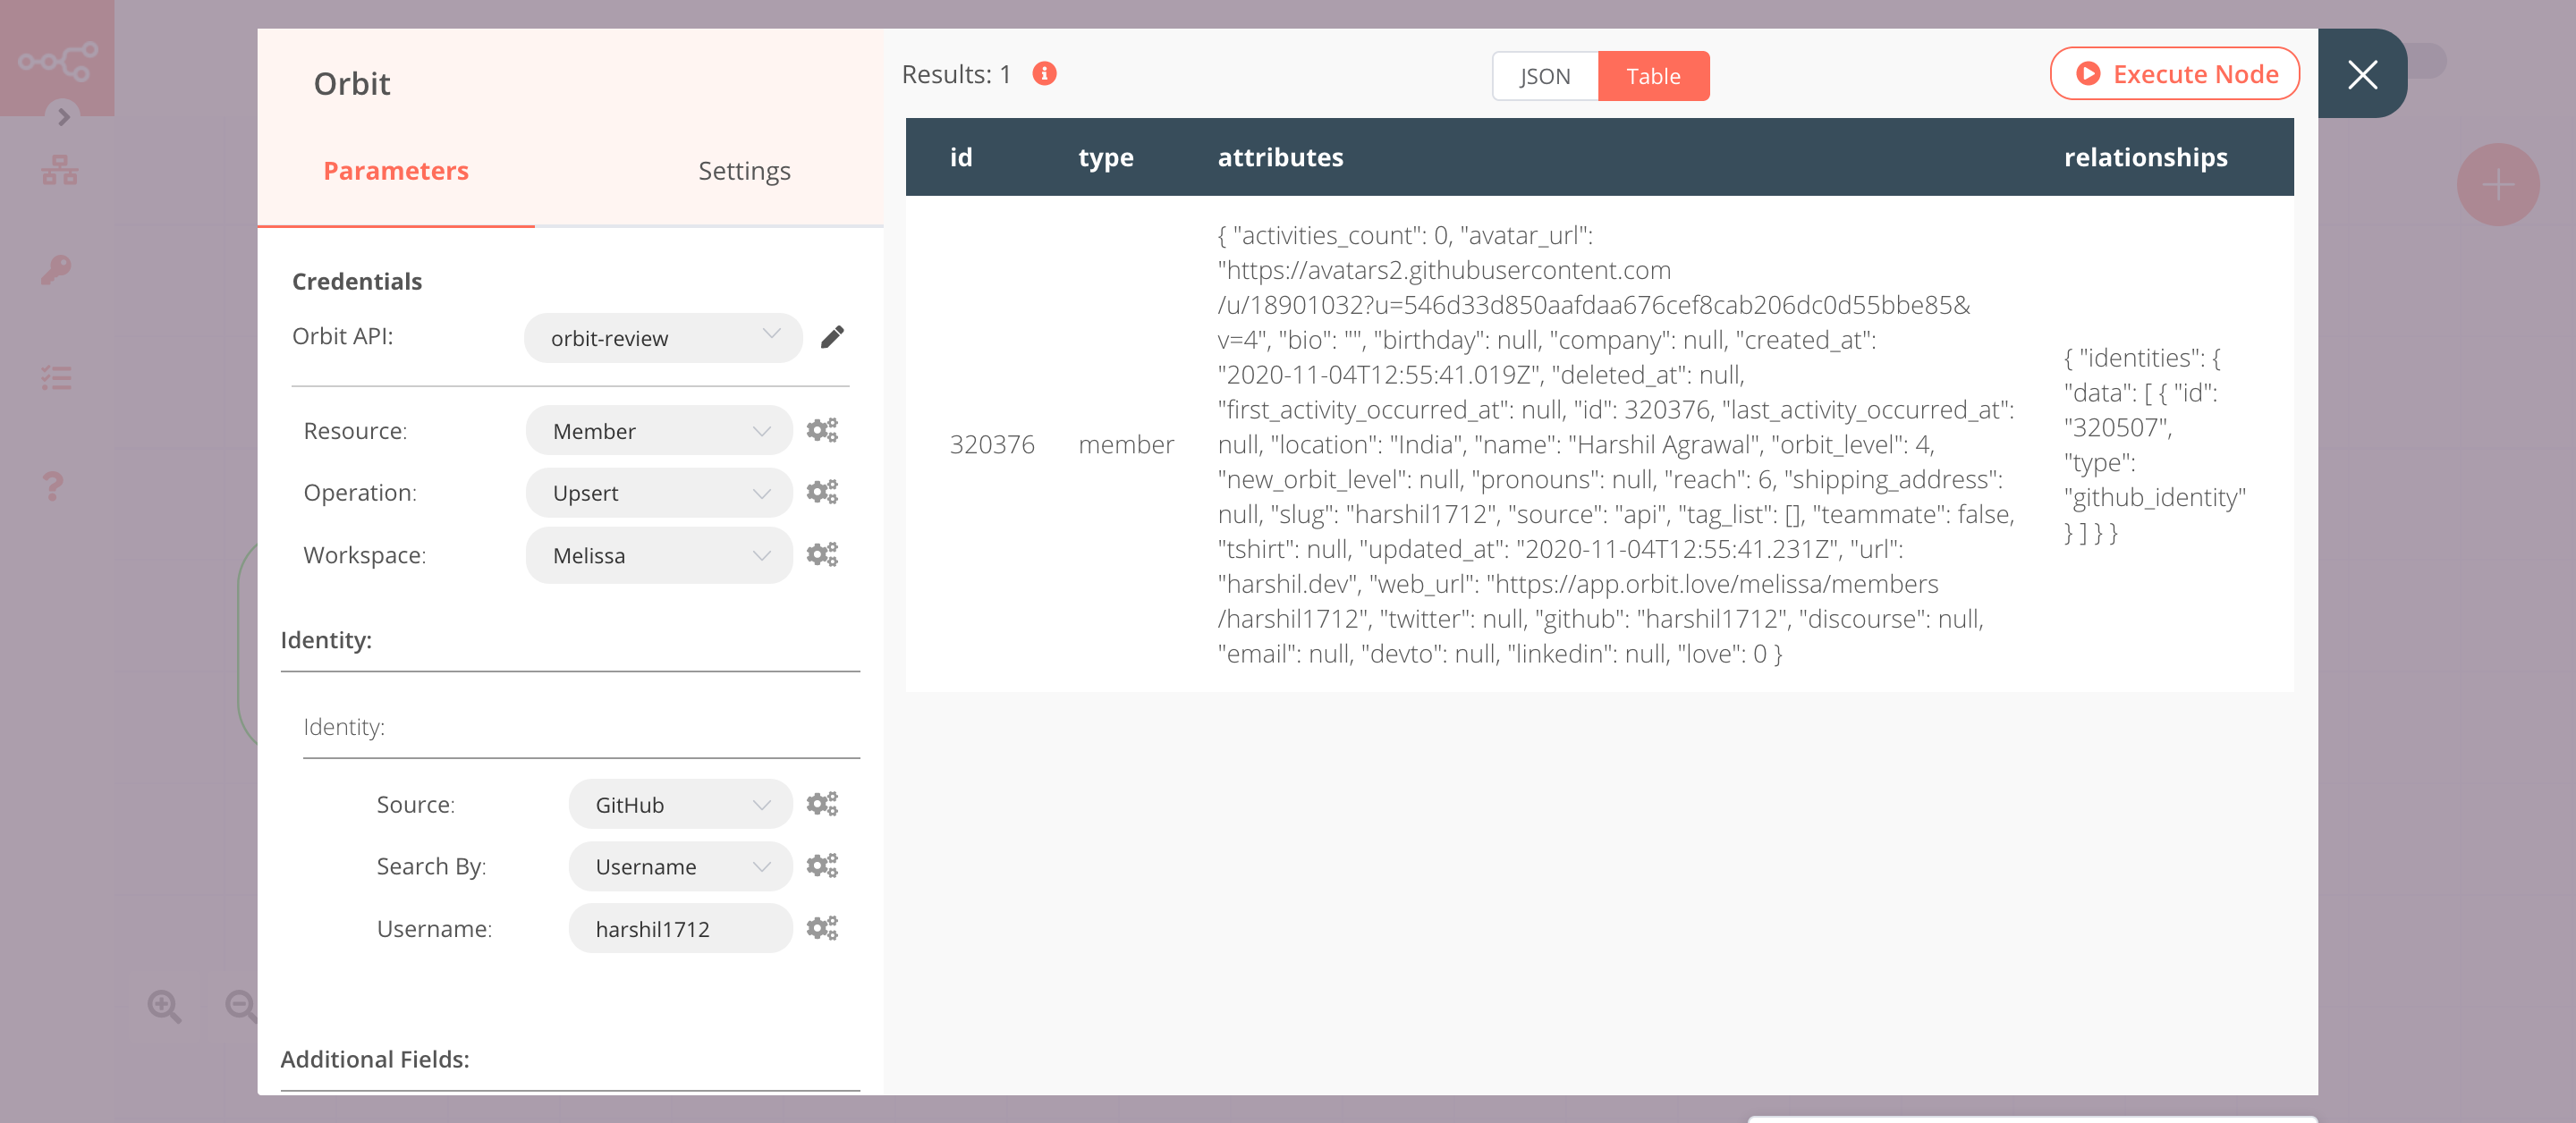 Orbit
Parameters
Settings
Credentials
Orbit API:
orbit-review
Resource:
Member
Operation:
Upsert
Workspace:
Melissa
Identity:
Identity:
Source:
GitHub
Search By:
Username
Username:
harshil1712
Additional Fields:
Results: 1
JSON
Table
Execute Node
id
type
attributes
relationships
320376
member
{ "activities_count": 0, "avatar_url":
"https://avatars2.githubusercontent.com
/u/18901032?u=546d33d850aafdaa676cef8cab206dc0d55bbe85&
v=4", "bio": "", "birthday": null, "company": null, "created_at":
"2020-11-04T12:55:41.019Z", "deleted_at": null,
"first_activity_occurred_at": null, "id": 320376, "last_activity_occurred_at":
null, "location": "India", "name": "Harshil Agrawal", "orbit_level": 4,
"new_orbit_level": null, "pronouns": null, "reach": 6, "shipping_address":
null, "slug": "harshil1712", "source": "api", "tag_list": [], "teammate": false,
"tshirt": null, "updated_at": "2020-11-04T12:55:41.231Z", "url":
"harshil.dev", "web_url": "https://app.orbit.love/melissa/members
/harshil1712", "twitter": null, "github": "harshil1712", "discourse": null,
"email": null, "devto": null, "linkedin": null, "love": 0 }
{ "identities": {
"data": [ { "id":
"320507",
"type":
"github_identity"
} ] } }